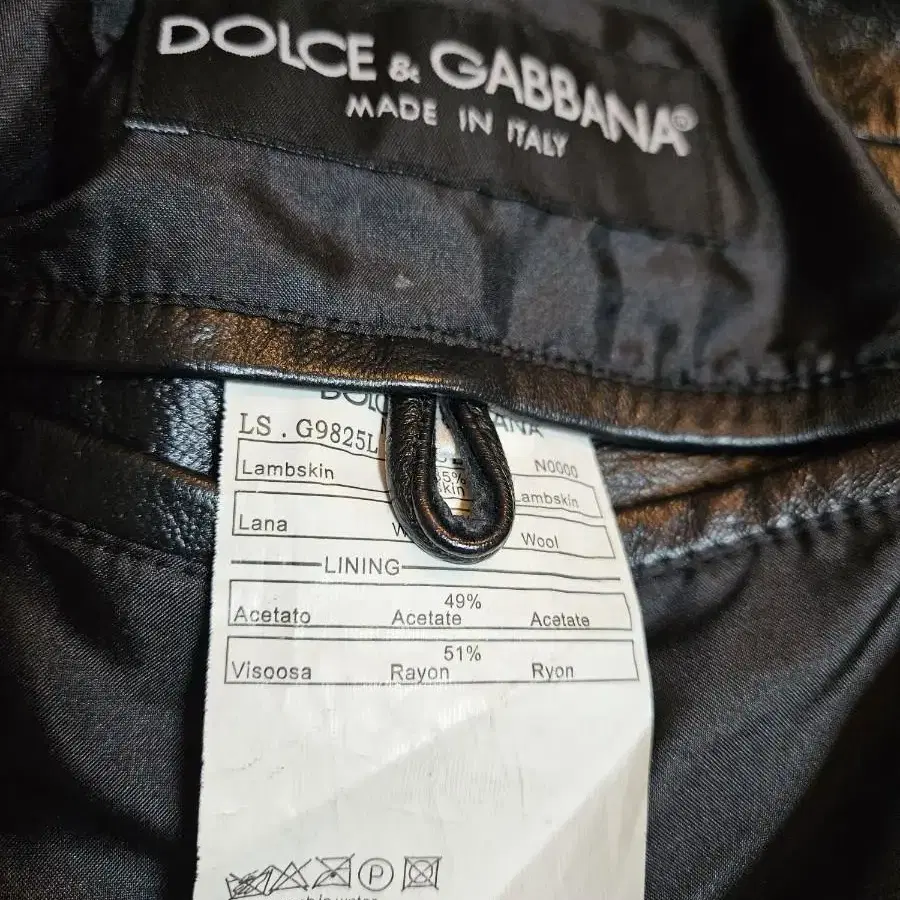 DOLCE & GABBANA®
MADE IN ITALY
LS . G9825L
N0000
Lambskin Lambskin
Lana Wool
LINING
49%
Acetato Acetate Acetate
51%
Visoosa Rayon Ryon
P